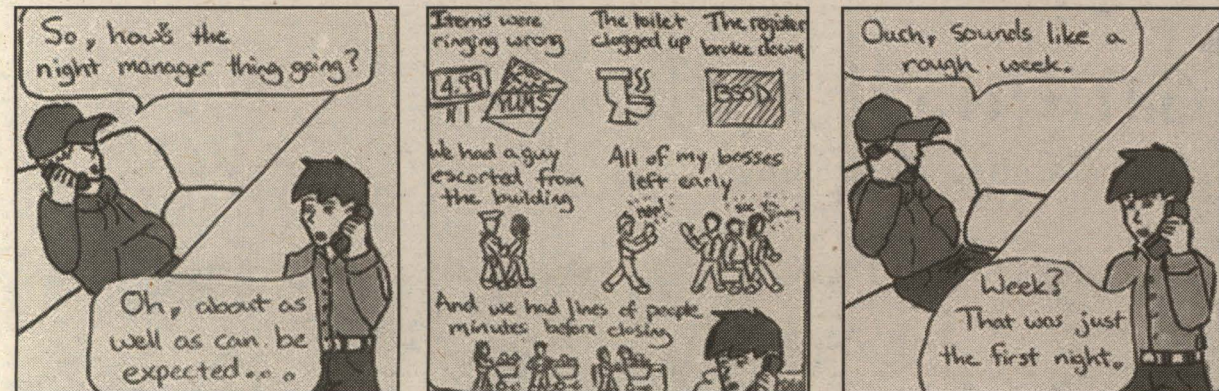 So, how's the
night manager thing going?
Oh, about as
well as can be
expected...
Items were
ringing wrong
4.99
YUMS
The toilet
clogged up
The register
broke down
BSOD
We had a guy
escorted from
the building
All of my bosses
left early
And we had lines of people
minutes before closing
Ouch, sounds like a
rough week.
Week?
That was just
the first night.